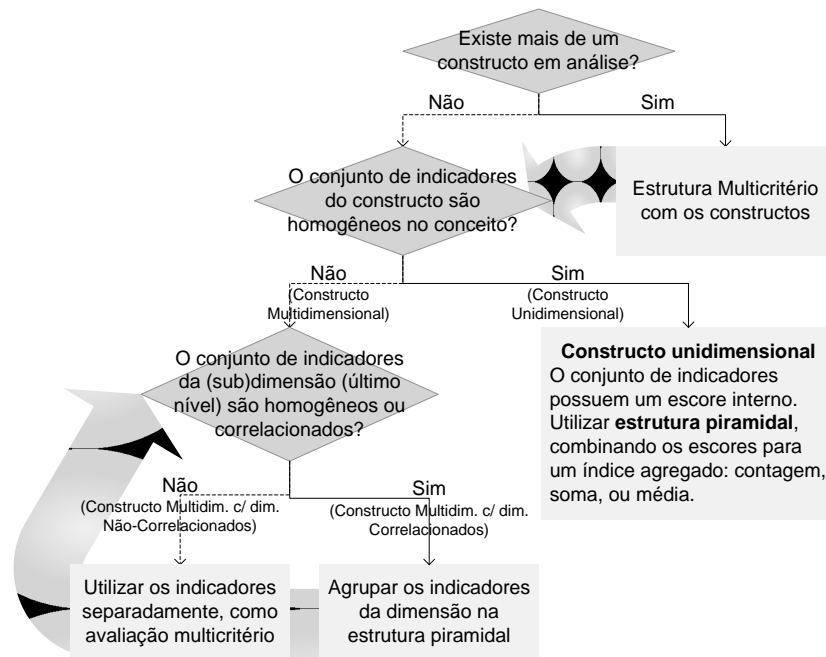 Existe mais de um
constructo em análise?
Não
Sim
O conjunto de indicadores
do constructo são
homogêneos no conceito?
Estrutura Multicritério
com os constructos
Não
(Constructo
Multidimensional)
Sim
(Constructo
Unidimensional)
O conjunto de indicadores
da (sub)dimensão (último
nível) são homogêneos ou
correlacionados?
Constructo unidimensional
O conjunto de indicadores
possuem um escore interno.
Utilizar estrutura piramidal,
combinando os escores para
um índice agregado: contagem,
soma, ou média.
Não
(Constructo Multidim. c/ dim.
Não-Correlacionados)
Sim
(Constructo Multidim. c/ dim.
Correlacionados)
Utilizar os indicadores
separadamente, como
avaliação multicritério
Agrupar os indicadores
da dimensão na
estrutura piramidal